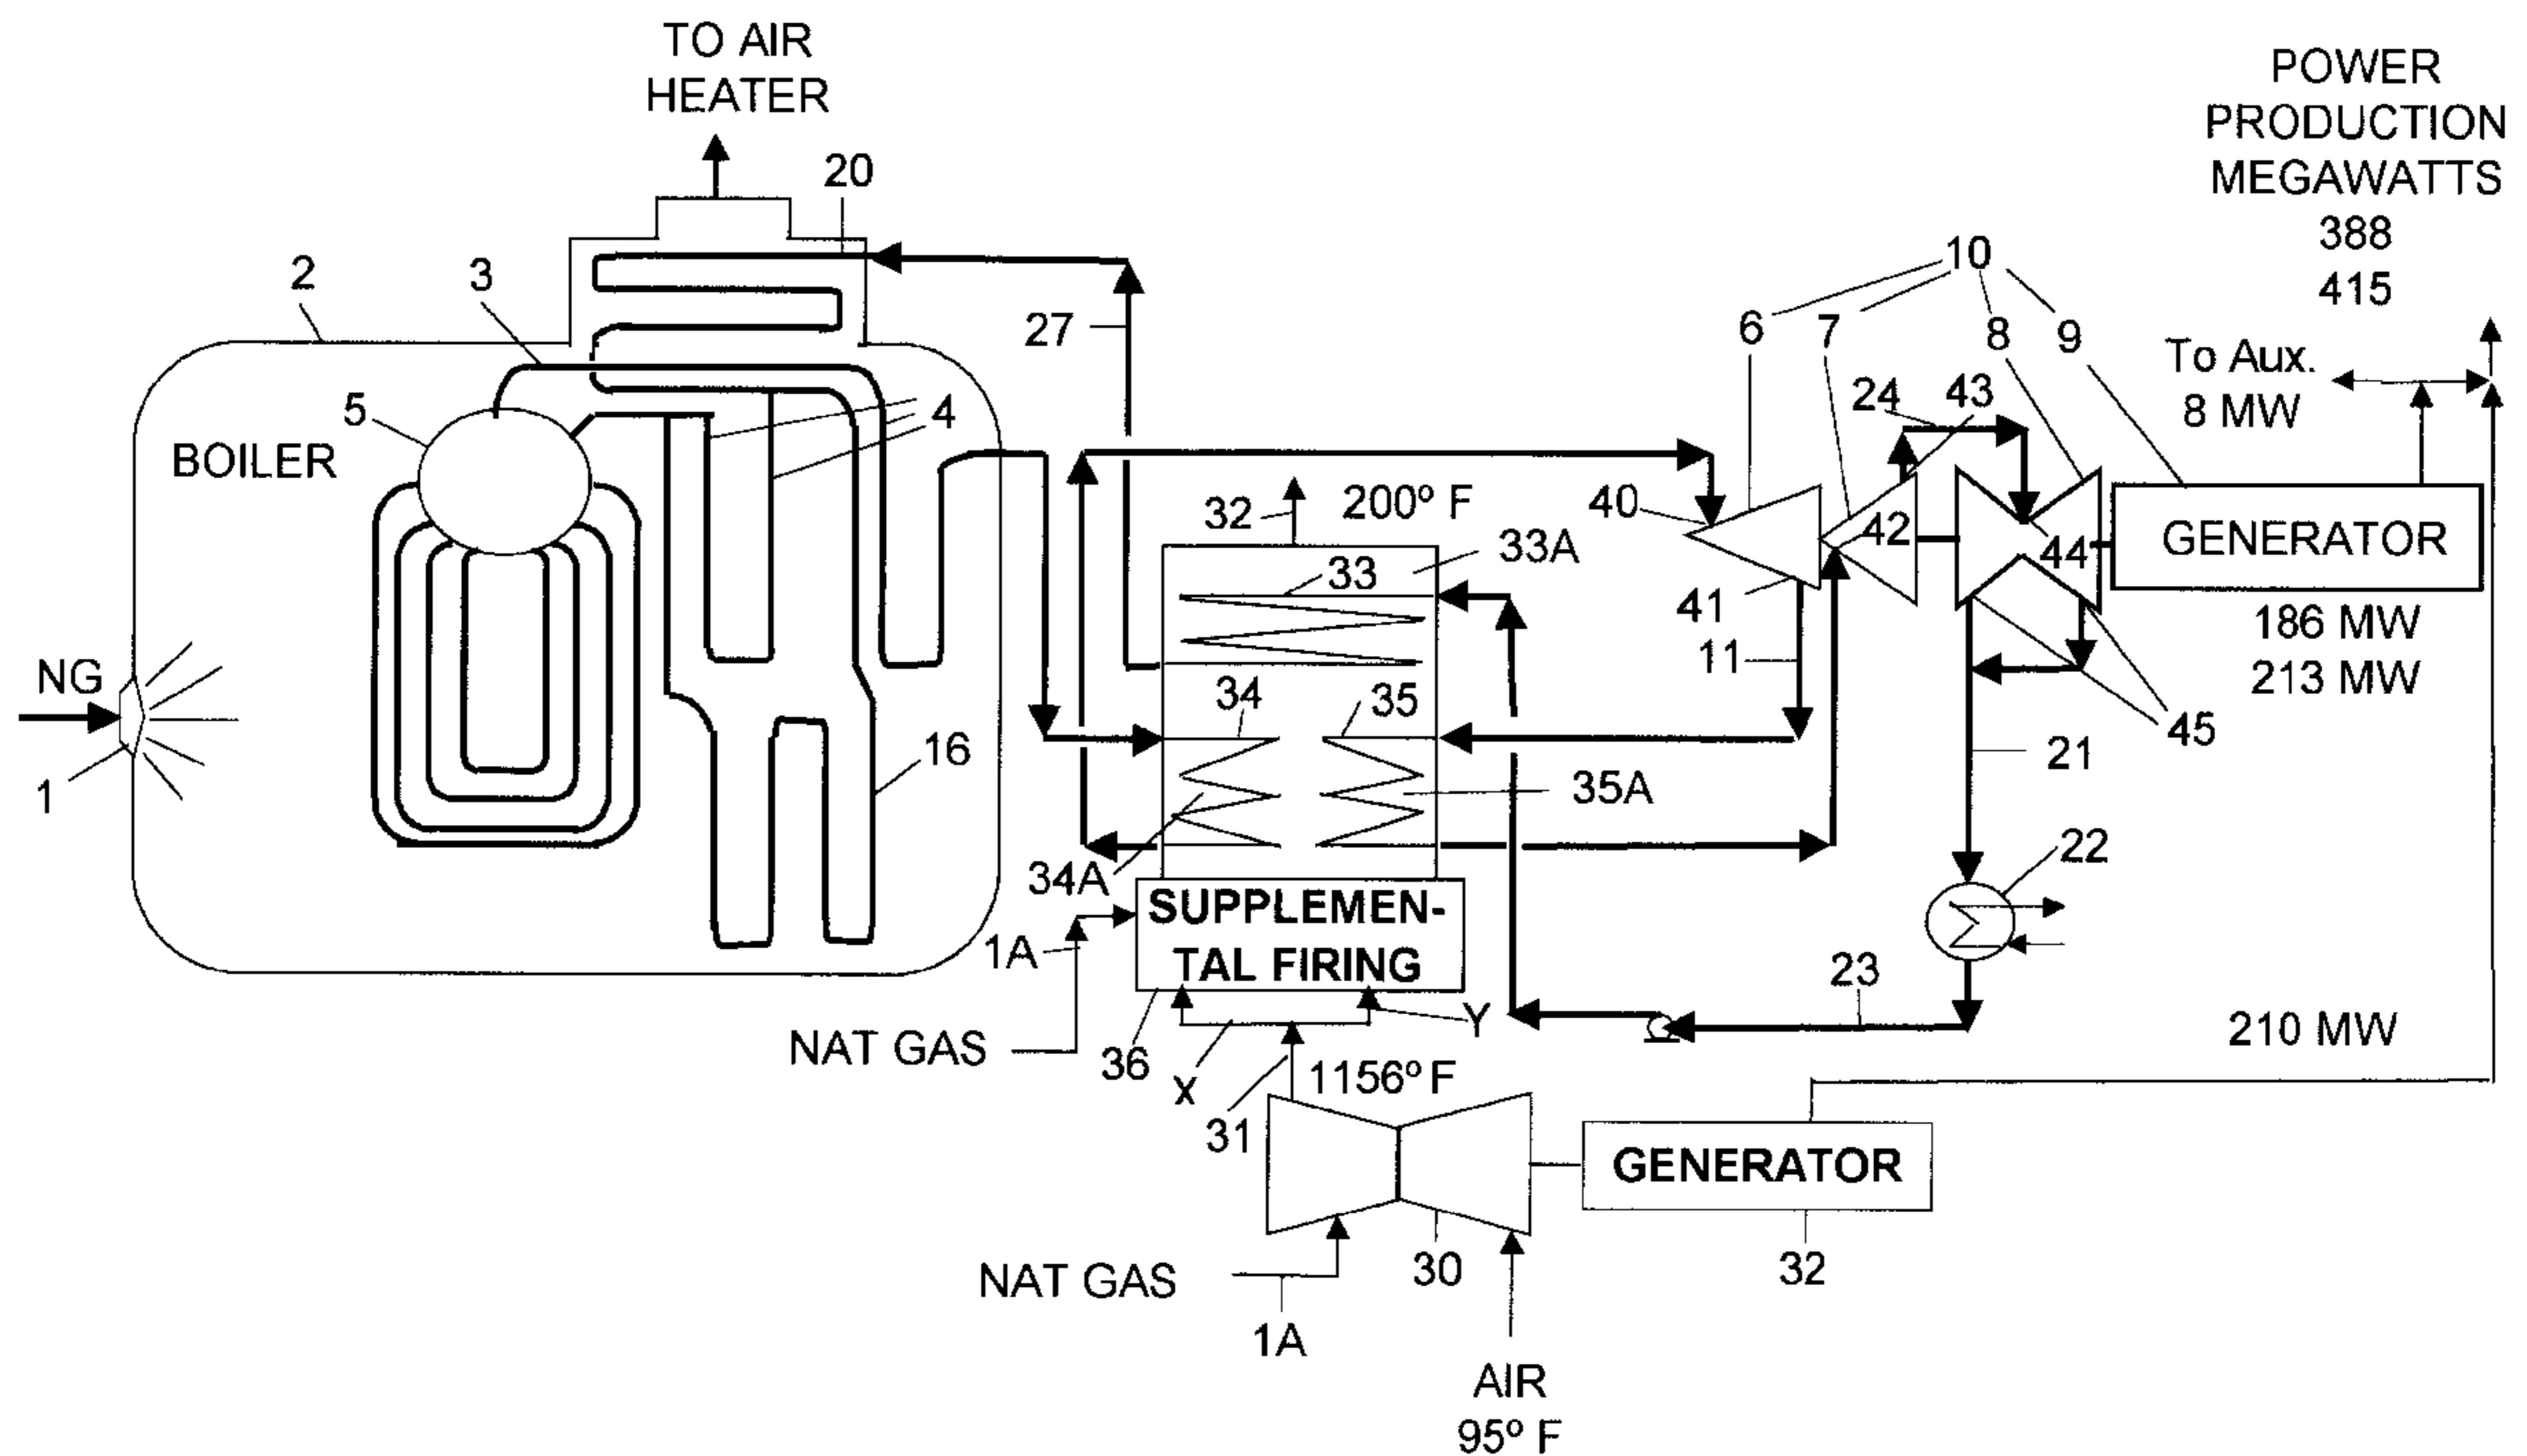 TO AIR
HEATER
POWER
PRODUCTION
MEGAWATTS
388
415
20
10
2
3
27
6
7
8
9
To Aux.
8 MW
24
43
5
4
BOILER
32
200° F
40
42
44
GENERATOR
33A
33
41
186 MW
213 MW
NG
11
34
35
45
1
16
35A
21
34A
22
SUPPLEMEN-
TAL FIRING
1A
23
NAT GAS
36
X
Y
210 MW
31
1156° F
GENERATOR
NAT GAS
30
32
1A
AIR
95° F